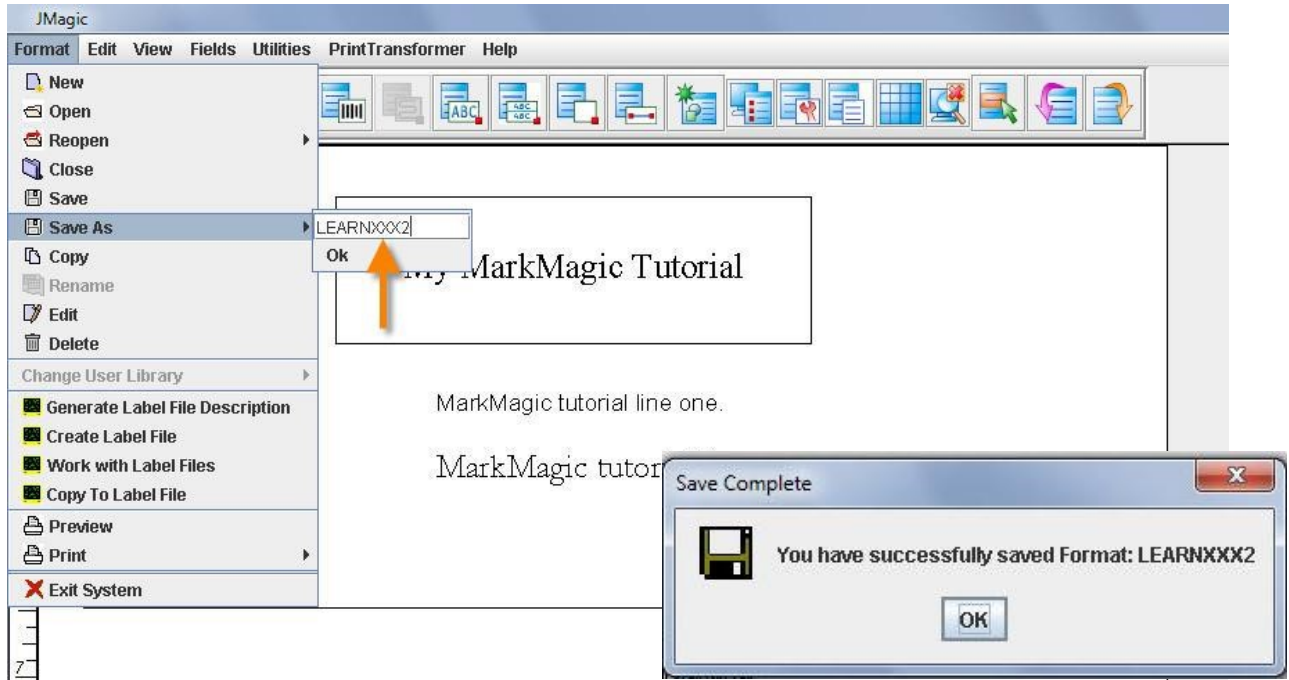 JMagic
Format Edit View Fields Utilities PrintTransformer Help
New
Open
Reopen
Close
Save
Save As
LEARNXXX2
Copy
Ok
Rename
Edit
Delete
Change User Library
Generate Label File Description
Create Label File
Work with Label Files
Copy To Label File
Preview
Print
Exit System
ABC
ABC
ABC
My MarkMagic Tutorial
MarkMagic tutorial line one.
MarkMagic tutor
Save Complete
You have successfully saved Format: LEARNXXX2
OK
7